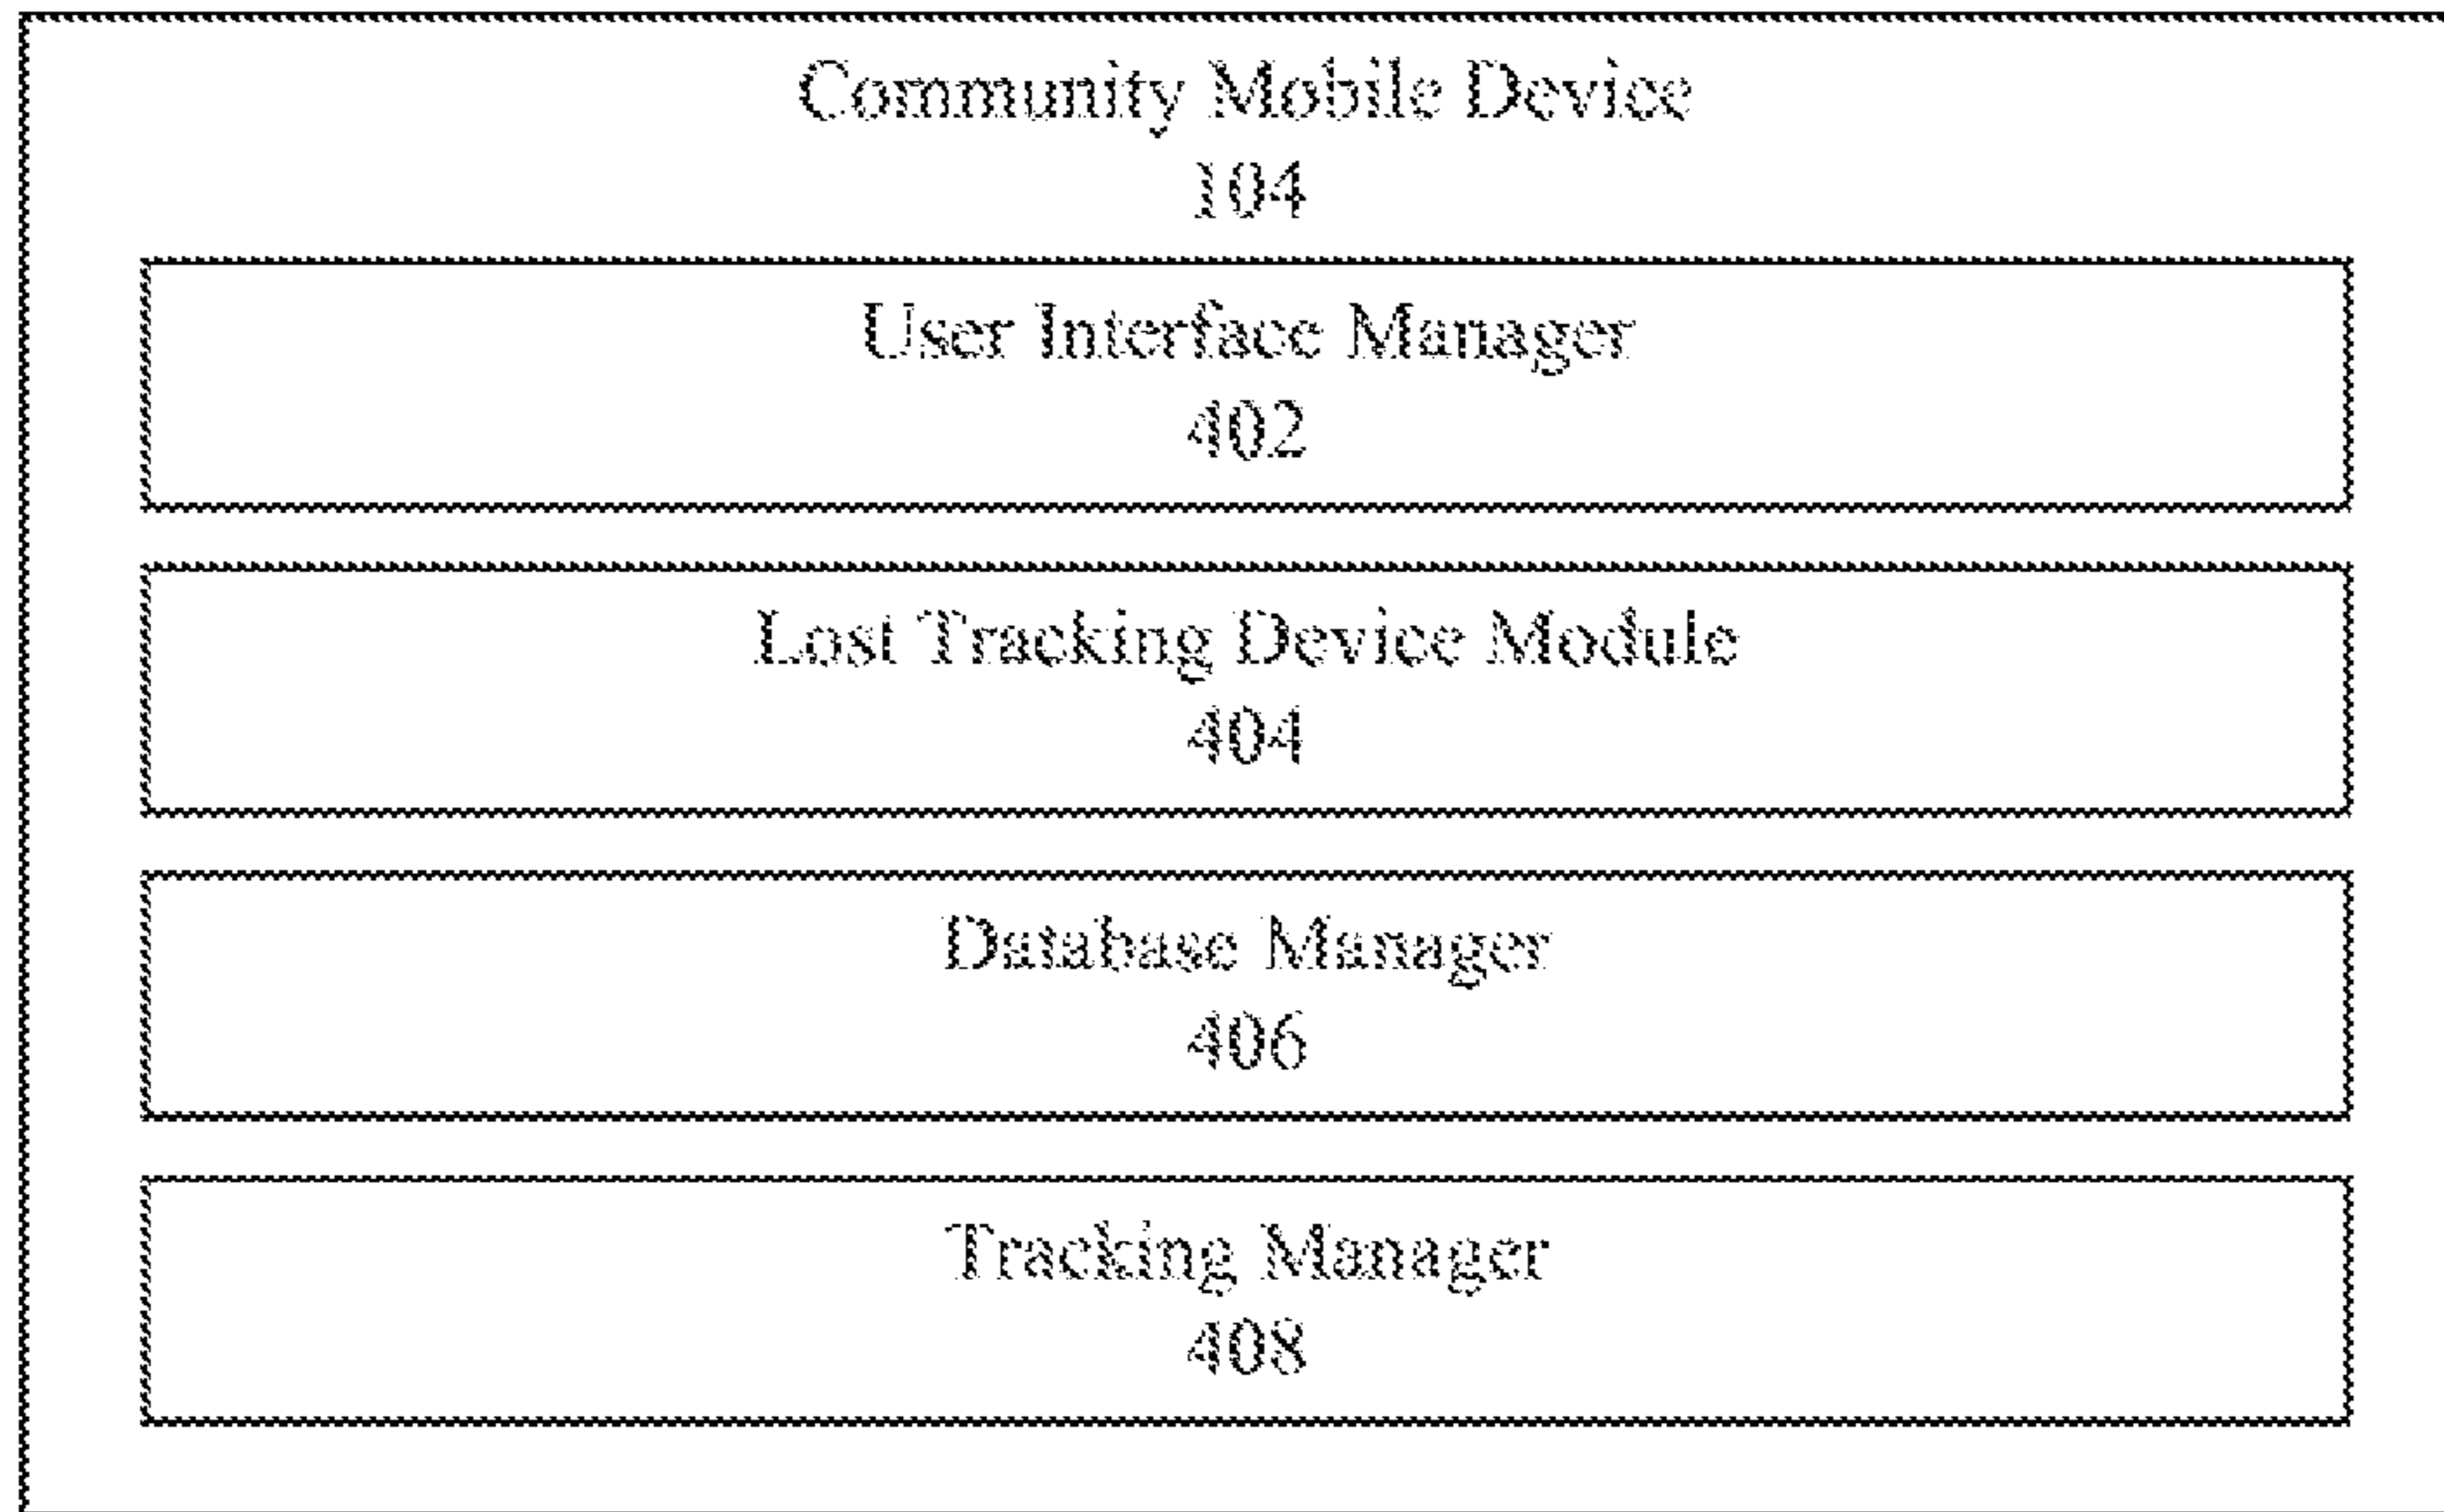 Community Mobile Device
104
User Interface Manager
402
Lost Tracking Device Module
404
Database Manager
406
Tracking Manager
408